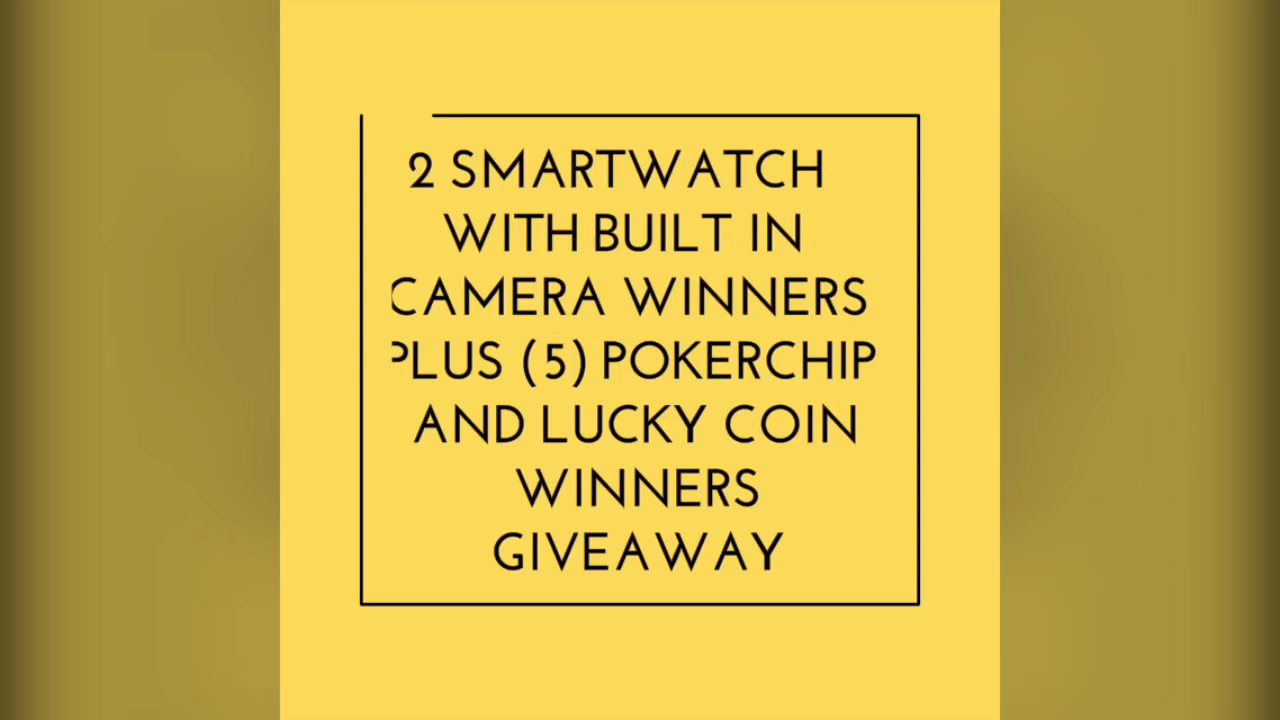 2 SMARTWATCH
WITH BUILT IN
CAMERA WINNERS
PLUS (5) POKERCHIP
AND LUCKY COIN
WINNERS
GIVEAWAY